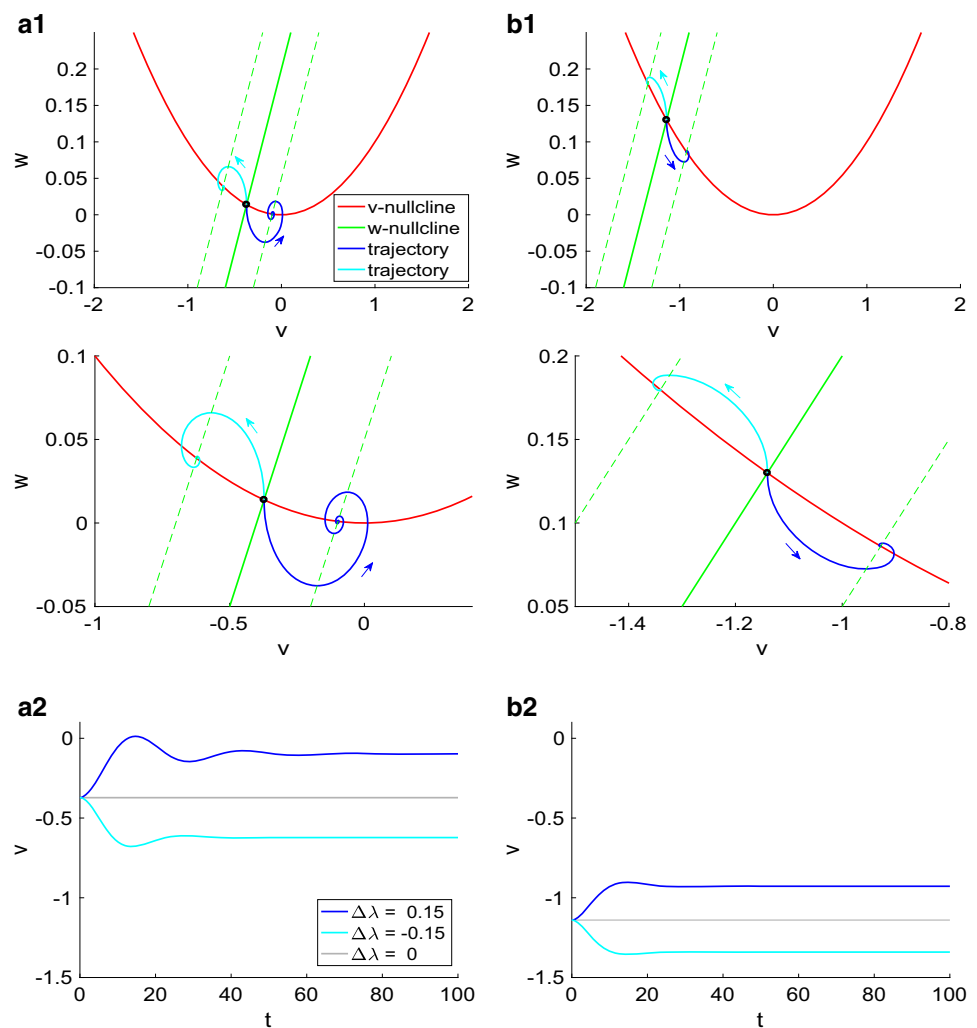 a1
b1
0.2
0.15
0.1
0.05
0
-0.05
-0.1
w
-2
-1
0
1
2
v
v-nullcline
w-nullcline
trajectory
trajectory
0.2
0.15
0.1
0.05
0
-0.05
-0.1
w
-2
-1
0
1
2
v
0.1
0.05
0
-0.05
w
-1
-0.5
0
v
0.2
0.15
0.1
0.05
w
-1.4
-1.2
-1
-0.8
v
a2
b2
0
-0.5
-1
-1.5
v
0
20
40
60
80
100
t
Δλ = 0.15
Δλ = -0.15
Δλ = 0
0
-0.5
-1
-1.5
v
0
20
40
60
80
100
t